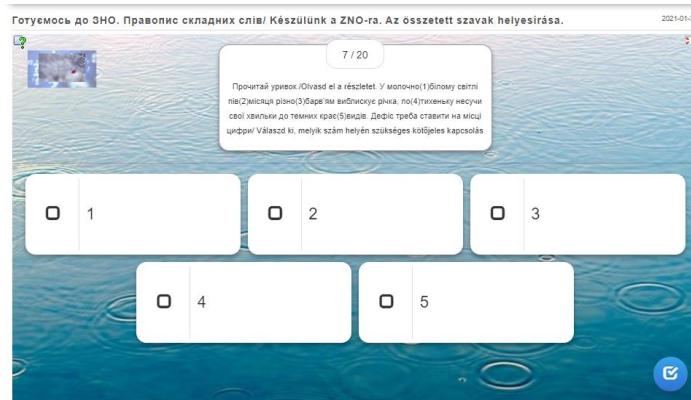 Готуємось до ЗНО. Правопис складних слів/ Készülünk a ZNO-ra. Az összetett szavak helyesírása.
2021-01-
7 / 20
Прочитай уривок./Olvasd el a részletet. У молочно(1)білому світлі
пів(2)місяця різно(3)барв'ям виблискує річка, по(4)тихеньку несучи
свої хвильки до темних крає(5)видів. Дефіс треба ставити на місці
цифри/ Válaszd ki, melyik szám helyén szükséges kötőjeles kapcsolás
1
2
3
4
5